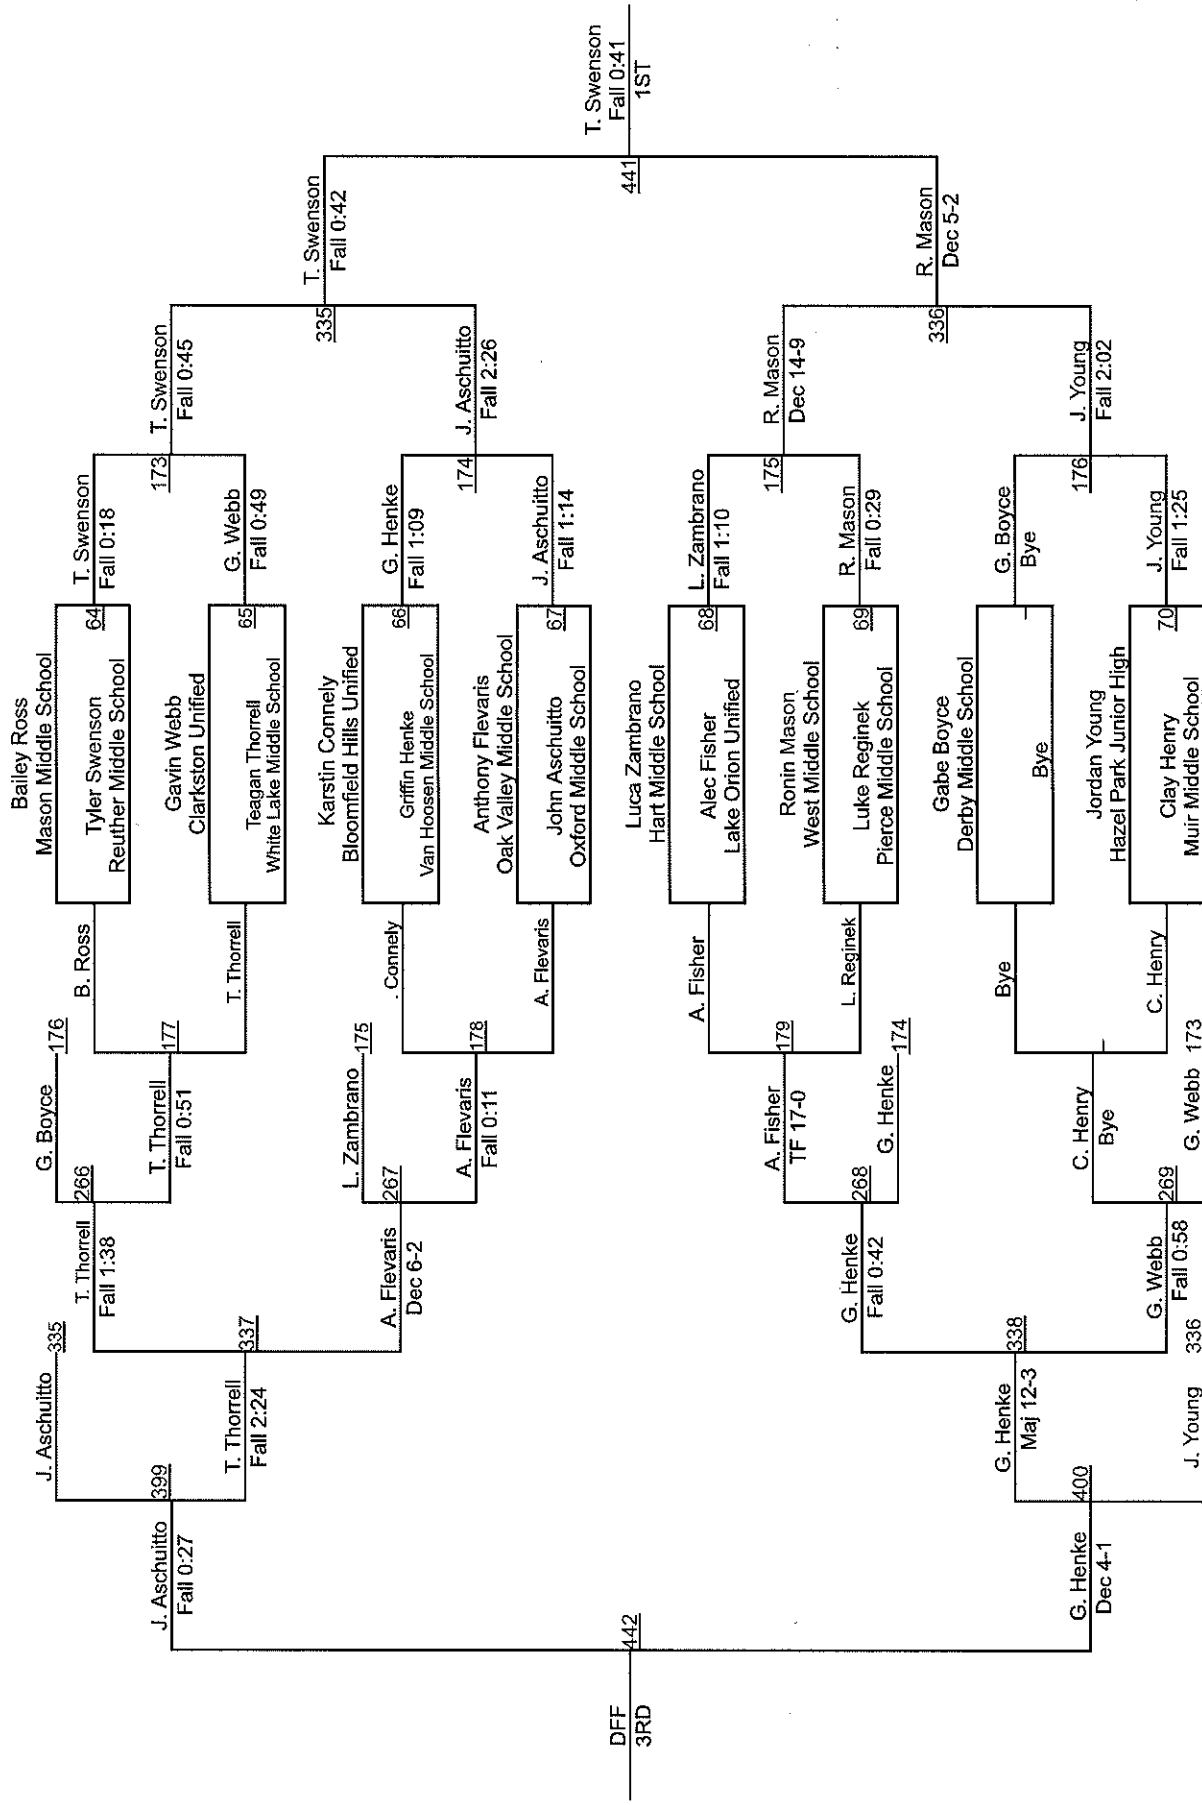 Bailey Ross
Mason Middle School
Tyler Swenson
Reuther Middle School
64
Gavin Webb
Clarkston Unified
Teagan Thorrell
White Lake Middle School
65
Karstin Connely
Bloomfield Hills Unified
Griffin Henke
Van Hoosen Middle School
66
Anthony Flevaris
Oak Valley Middle School
John Aschuitto
Oxford Middle School
67
Luca Zambrano
Hart Middle School
Alec Fisher
Lake Orion Unified
68
Ronin Mason
West Middle School
Luke Reginek
Pierce Middle School
69
Gabe Boyce
Derby Middle School
Bye
Jordan Young
Hazel Park Junior High
Clay Henry
Muir Middle School
70
T. Swenson
Fall 0:18
173
G. Webb
Fall 0:49
G. Henke
Fall 1:09
174
J. Aschuitto
Fall 1:14
L. Zambrano
Fall 1:10
175
R. Mason
Fall 0:29
G. Boyce
Bye
176
J. Young
Fall 1:25
T. Swenson
Fall 0:45
335
J. Aschuitto
Fall 2:26
R. Mason
Dec 14-9
336
J. Young
Fall 2:02
T. Swenson
Fall 0:42
441
R. Mason
Dec 5-2
T. Swenson
Fall 0:41
1ST
B. Ross
177
T. Thorrell
. Connely
178
A. Flevaris
A. Fisher
179
L. Reginek
Bye
C. Henry
G. Boyce 176
266
T. Thorrell
Fall 0:51
L. Zambrano 175
267
A. Flevaris
Fall 0:11
A. Fisher
TF 17-0
268
G. Henke 174
C. Henry
Bye
269
G. Webb 173
J. Aschuitto 335
T. Thorrell
Fall 1:38
337
A. Flevaris
Dec 6-2
G. Henke
Fall 0:42
338
G. Webb
Fall 0:58
J. Young 336
399
T. Thorrell
Fall 2:24
G. Henke
Maj 12-3
400
J. Aschuitto
Fall 0:27
442
G. Henke
Dec 4-1
DFF
3RD